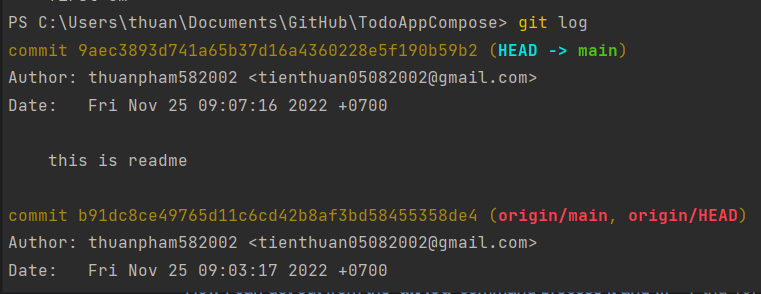 PS C:\Users\thuan\Documents\GitHub\TodoAppCompose> git log
commit 9aec3893d741a65b37d16a4360228e5f190b59b2 (HEAD -> main)
Author: thuanpham582002 <tienthuan05082002@gmail.com>
Date:   Fri Nov 25 09:07:16 2022 +0700
    this is readme
commit b91dc8ce49765d11c6cd42b8af3bd58455358de4 (origin/main, origin/HEAD)
Author: thuanpham582002 <tienthuan05082002@gmail.com>
Date:   Fri Nov 25 09:03:17 2022 +0700